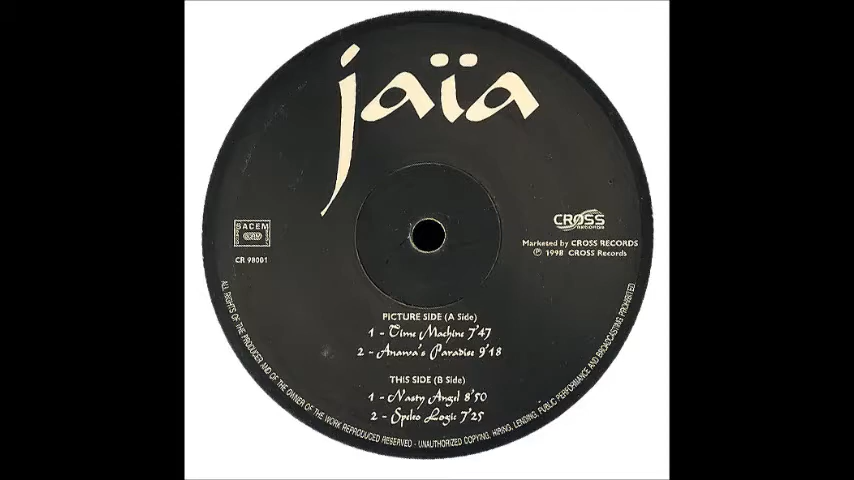 jaïa
SACEM
CR 98001
CRØSS
RECORDS
Marketed by CROSS RECORDS
℗ 1998 CROSS Records
PICTURE SIDE (A Side)
1 - Time Machine 7'47
2 - Anawa's Paradise 9'18
THIS SIDE (B Side)
1 - Nasty Angel 8'50
2 - Speleo Logic 7'25
ALL RIGHTS OF THE PRODUCER AND OF THE OWNER OF THE WORK REPRODUCED RESERVED - UNAUTHORIZED COPYING, HIRING, LENDING, PUBLIC PERFORMANCE AND BROADCASTING PROHIBITED